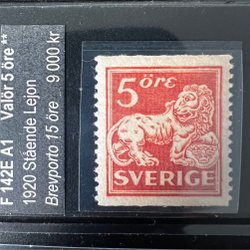 F 142E A1 Valör 5 öre **
1920 Stående Lejon
Brevporto 15 öre 9 000 kr
5 ÖRE
SVERIGE